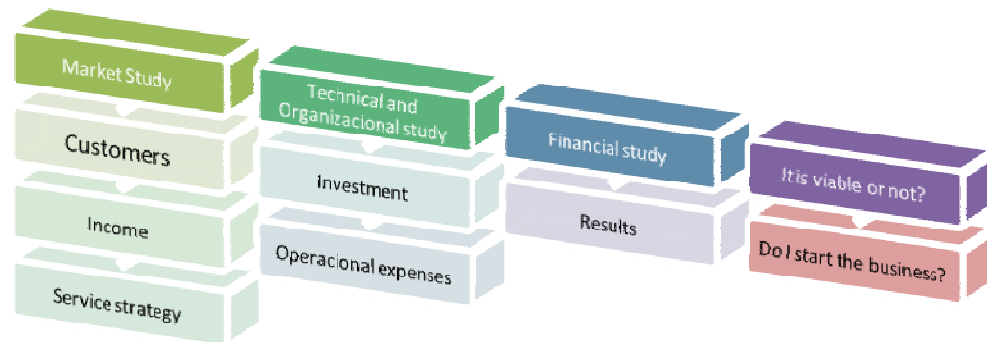 Market Study
Customers
Income
Service strategy
Technical and
Organizacional study
Investment
Operacional expenses
Financial study
Results
It is viable or not?
Do I start the business?